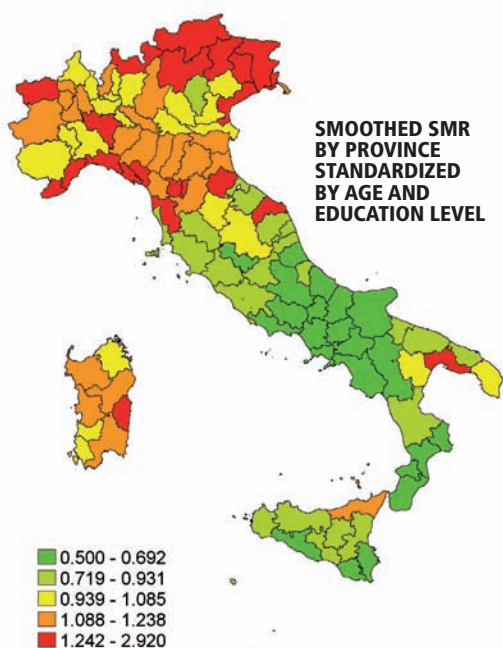 SMOOTHED SMR
BY PROVINCE
STANDARDIZED
BY AGE AND
EDUCATION LEVEL
0.500 - 0.692
0.719 - 0.931
0.939 - 1.085
1.088 - 1.238
1.242 - 2.920